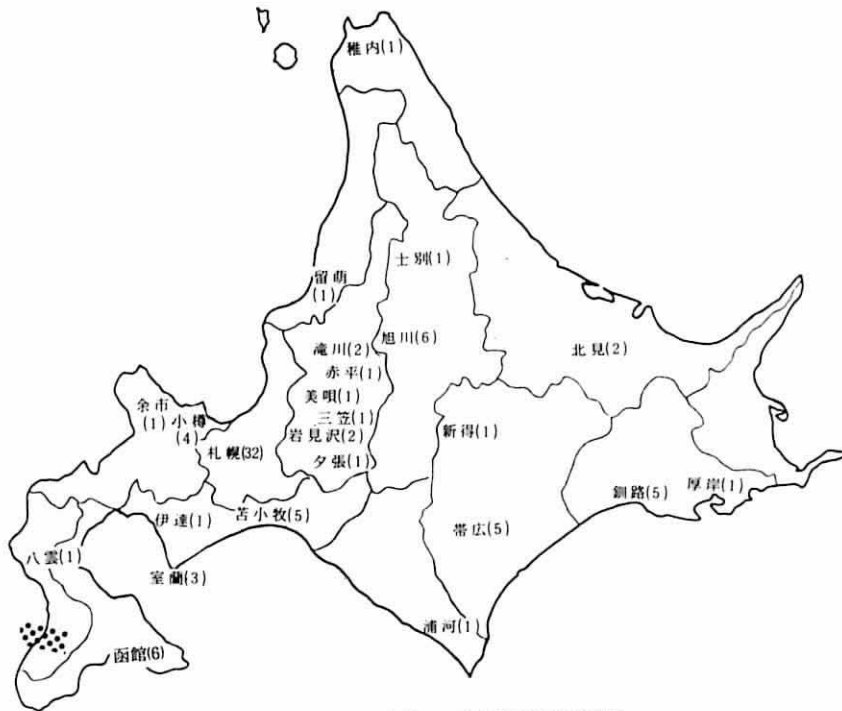 稚内(1)
士別(1)
留萌
(1)
旭川(6)
滝川(2)
北見(2)
赤平(1)
美唄(1)
余市
(1)
小樽
(4)
三笠(1)
岩見沢(2)
新得(1)
札幌(32)
夕張(1)
釧路(5)
厚岸(1)
伊達(1)
苫小牧(5)
帯広(5)
八雲(1)
室蘭(3)
浦河(1)
函館(6)